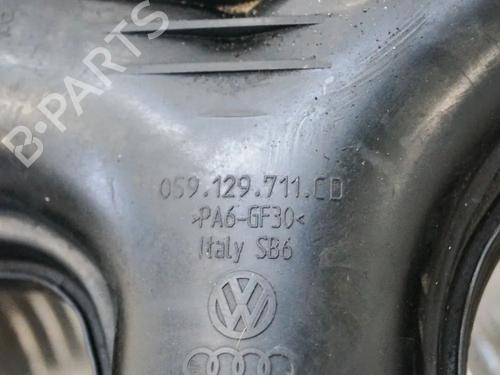 B-PARTS
059.129.711.CD
>PA6-GF30<
Italy SB6